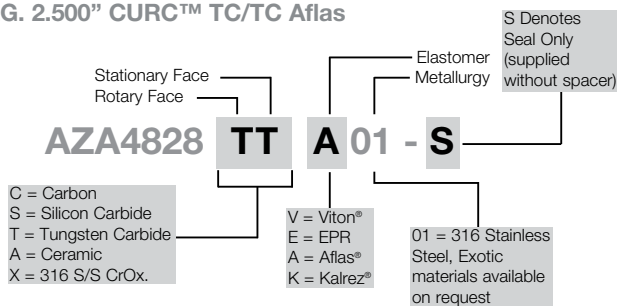 G. 2.500” CURC™ TC/TC Aflas
S Denotes
Seal Only
(supplied
without spacer)
Elastomer
Metallurgy
Stationary Face
Rotary Face
AZA4828 TT A 01 - S
C = Carbon
S = Silicon Carbide
T = Tungsten Carbide
A = Ceramic
X = 316 S/S CrOx.
V = Viton®
E = EPR
A = Aflas®
K = Kalrez®
01 = 316 Stainless
Steel, Exotic
materials available
on request